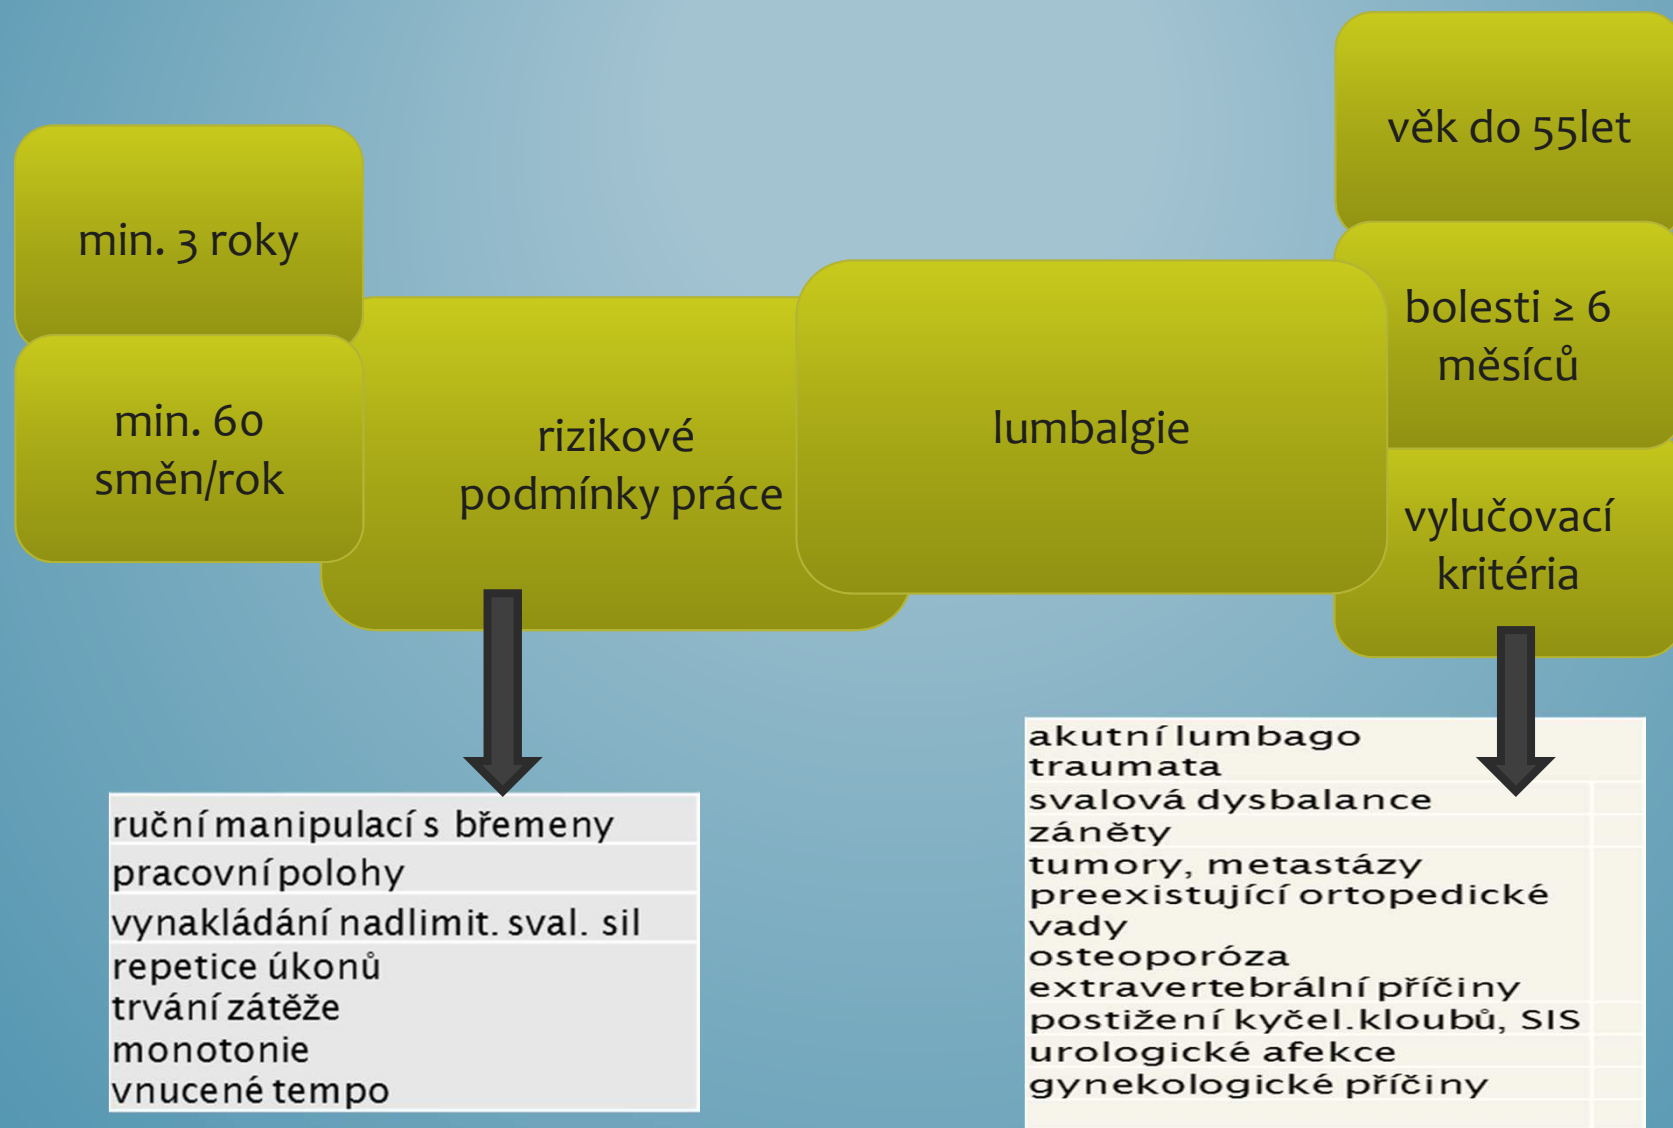 min. 3 roky
min. 60
směn/rok
rizikové
podmínky práce
lumbalgie
věk do 55let
bolesti ≥ 6
měsíců
vylučovací
kritéria
ruční manipulací s břemeny
pracovní polohy
vynakládání nadlimit. sval. sil
repetice úkonů
trvání zátěže
monotonie
vnucené tempo
akutní lumbago
traumata
svalová dysbalance
záněty
tumory, metastázy
preexistující ortopedické
vady
osteoporóza
extravertebrální příčiny
postižení kyčel.kloubů, SIS
urologické afekce
gynekologické příčiny